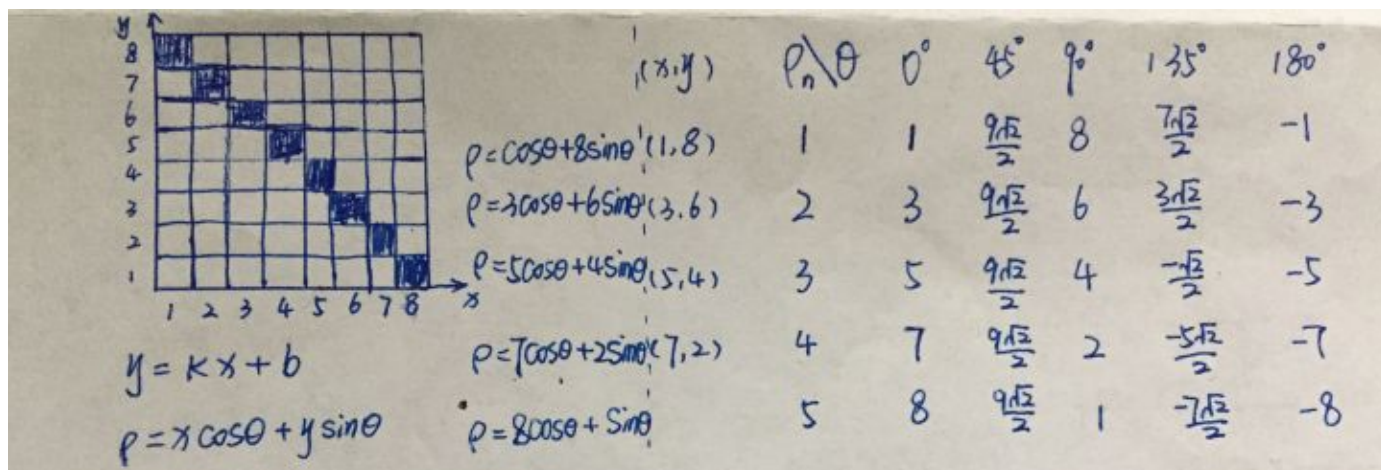 y
8
7
6
5
4
3
2
1
1 2 3 4 5 6 7 8 x
y = kx + b
ρ = x cosθ + y sinθ
(x,y) ρn\θ 0° 45° 90° 135° 180°
ρ=cosθ+8sinθ (1,8) 1 1 9√2/2 8 7√2/2 -1
ρ=3cosθ+6sinθ (3,6) 2 3 9√2/2 6 3√2/2 -3
ρ=5cosθ+4sinθ (5,4) 3 5 9√2/2 4 -√2/2 -5
ρ=7cosθ+2sinθ (7,2) 4 7 9√2/2 2 -5√2/2 -7
ρ=8cosθ+sinθ 5 8 9√2/2 1 -7√2/2 -8